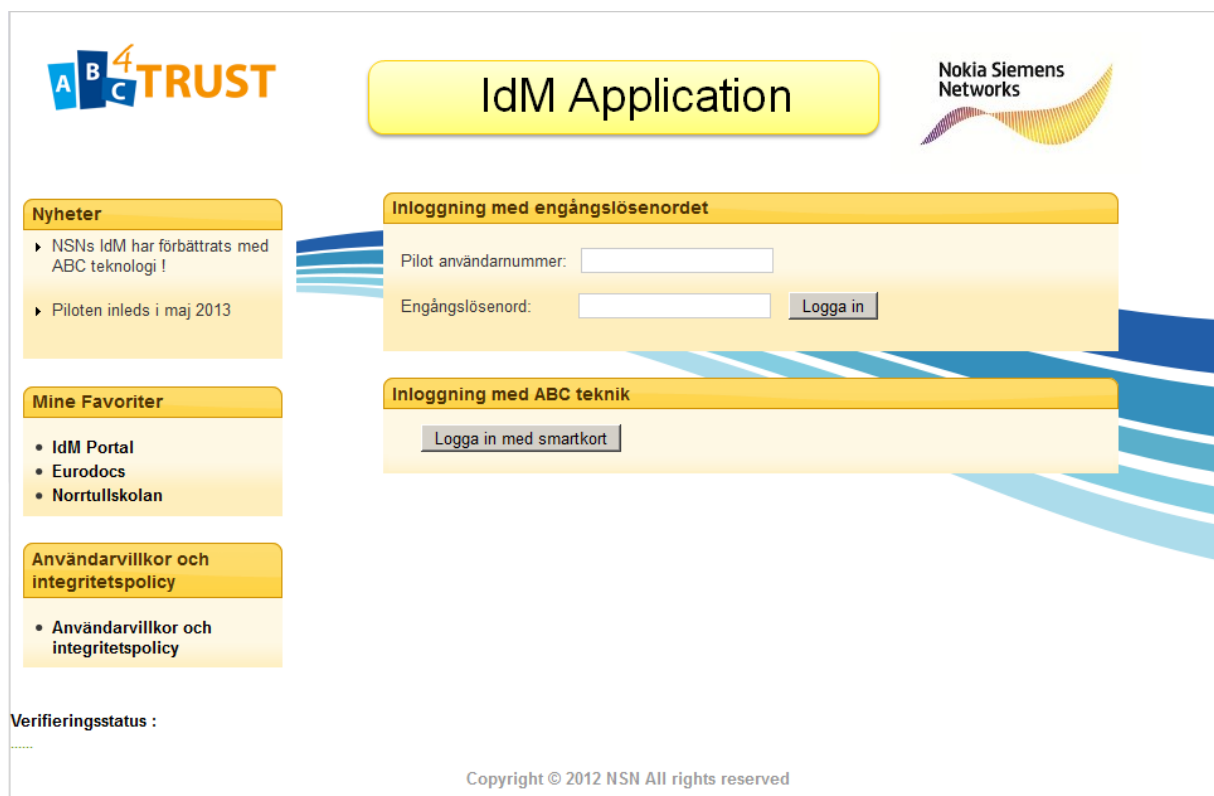 ABC4TRUST
IdM Application
Nokia Siemens
Networks
Nyheter
NSNs IdM har förbättrats med
ABC teknologi !
Piloten inleds i maj 2013
Mine Favoriter
IdM Portal
Eurodocs
Norrtullskolan
Användarvillkor och
integritetspolicy
Användarvillkor och
integritetspolicy
Inloggning med engångslösenordet
Pilot användarnummer:
Engångslösenord:
Logga in
Inloggning med ABC teknik
Logga in med smartkort
Verifieringsstatus :
......
Copyright © 2012 NSN All rights reserved